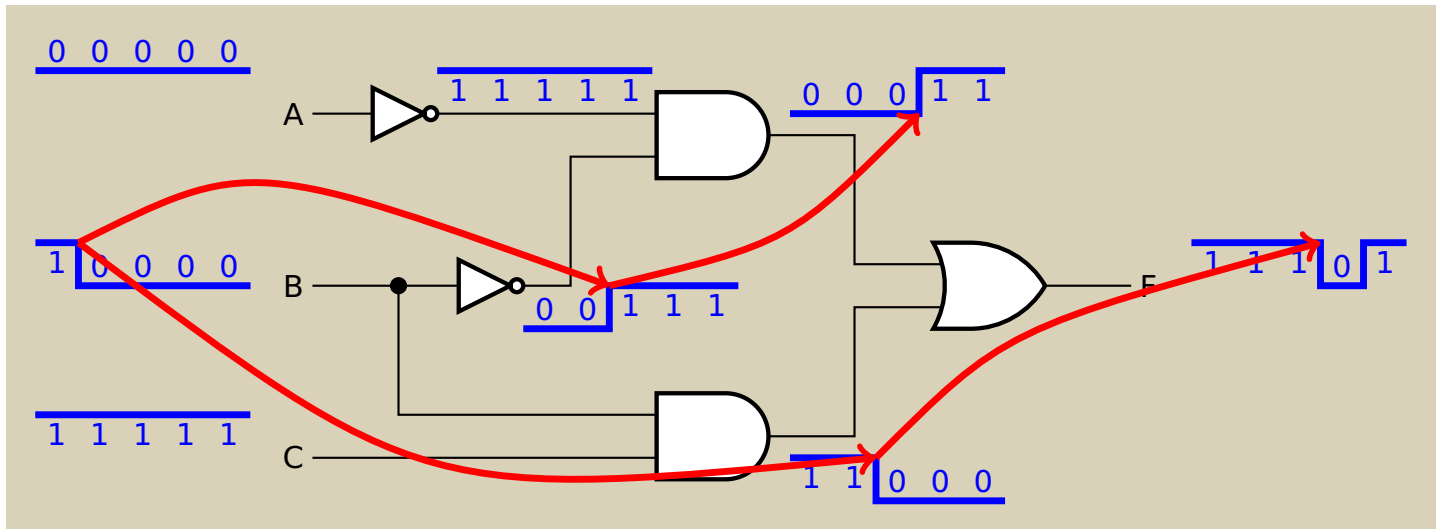 0 0 0 0 0
1 1 1 1 1
0 0 0 1 1
A
1 0 0 0 0
B
0 0 1 1 1
F
1 1 1 0 1
1 1 1 1 1
C
1 1 0 0 0